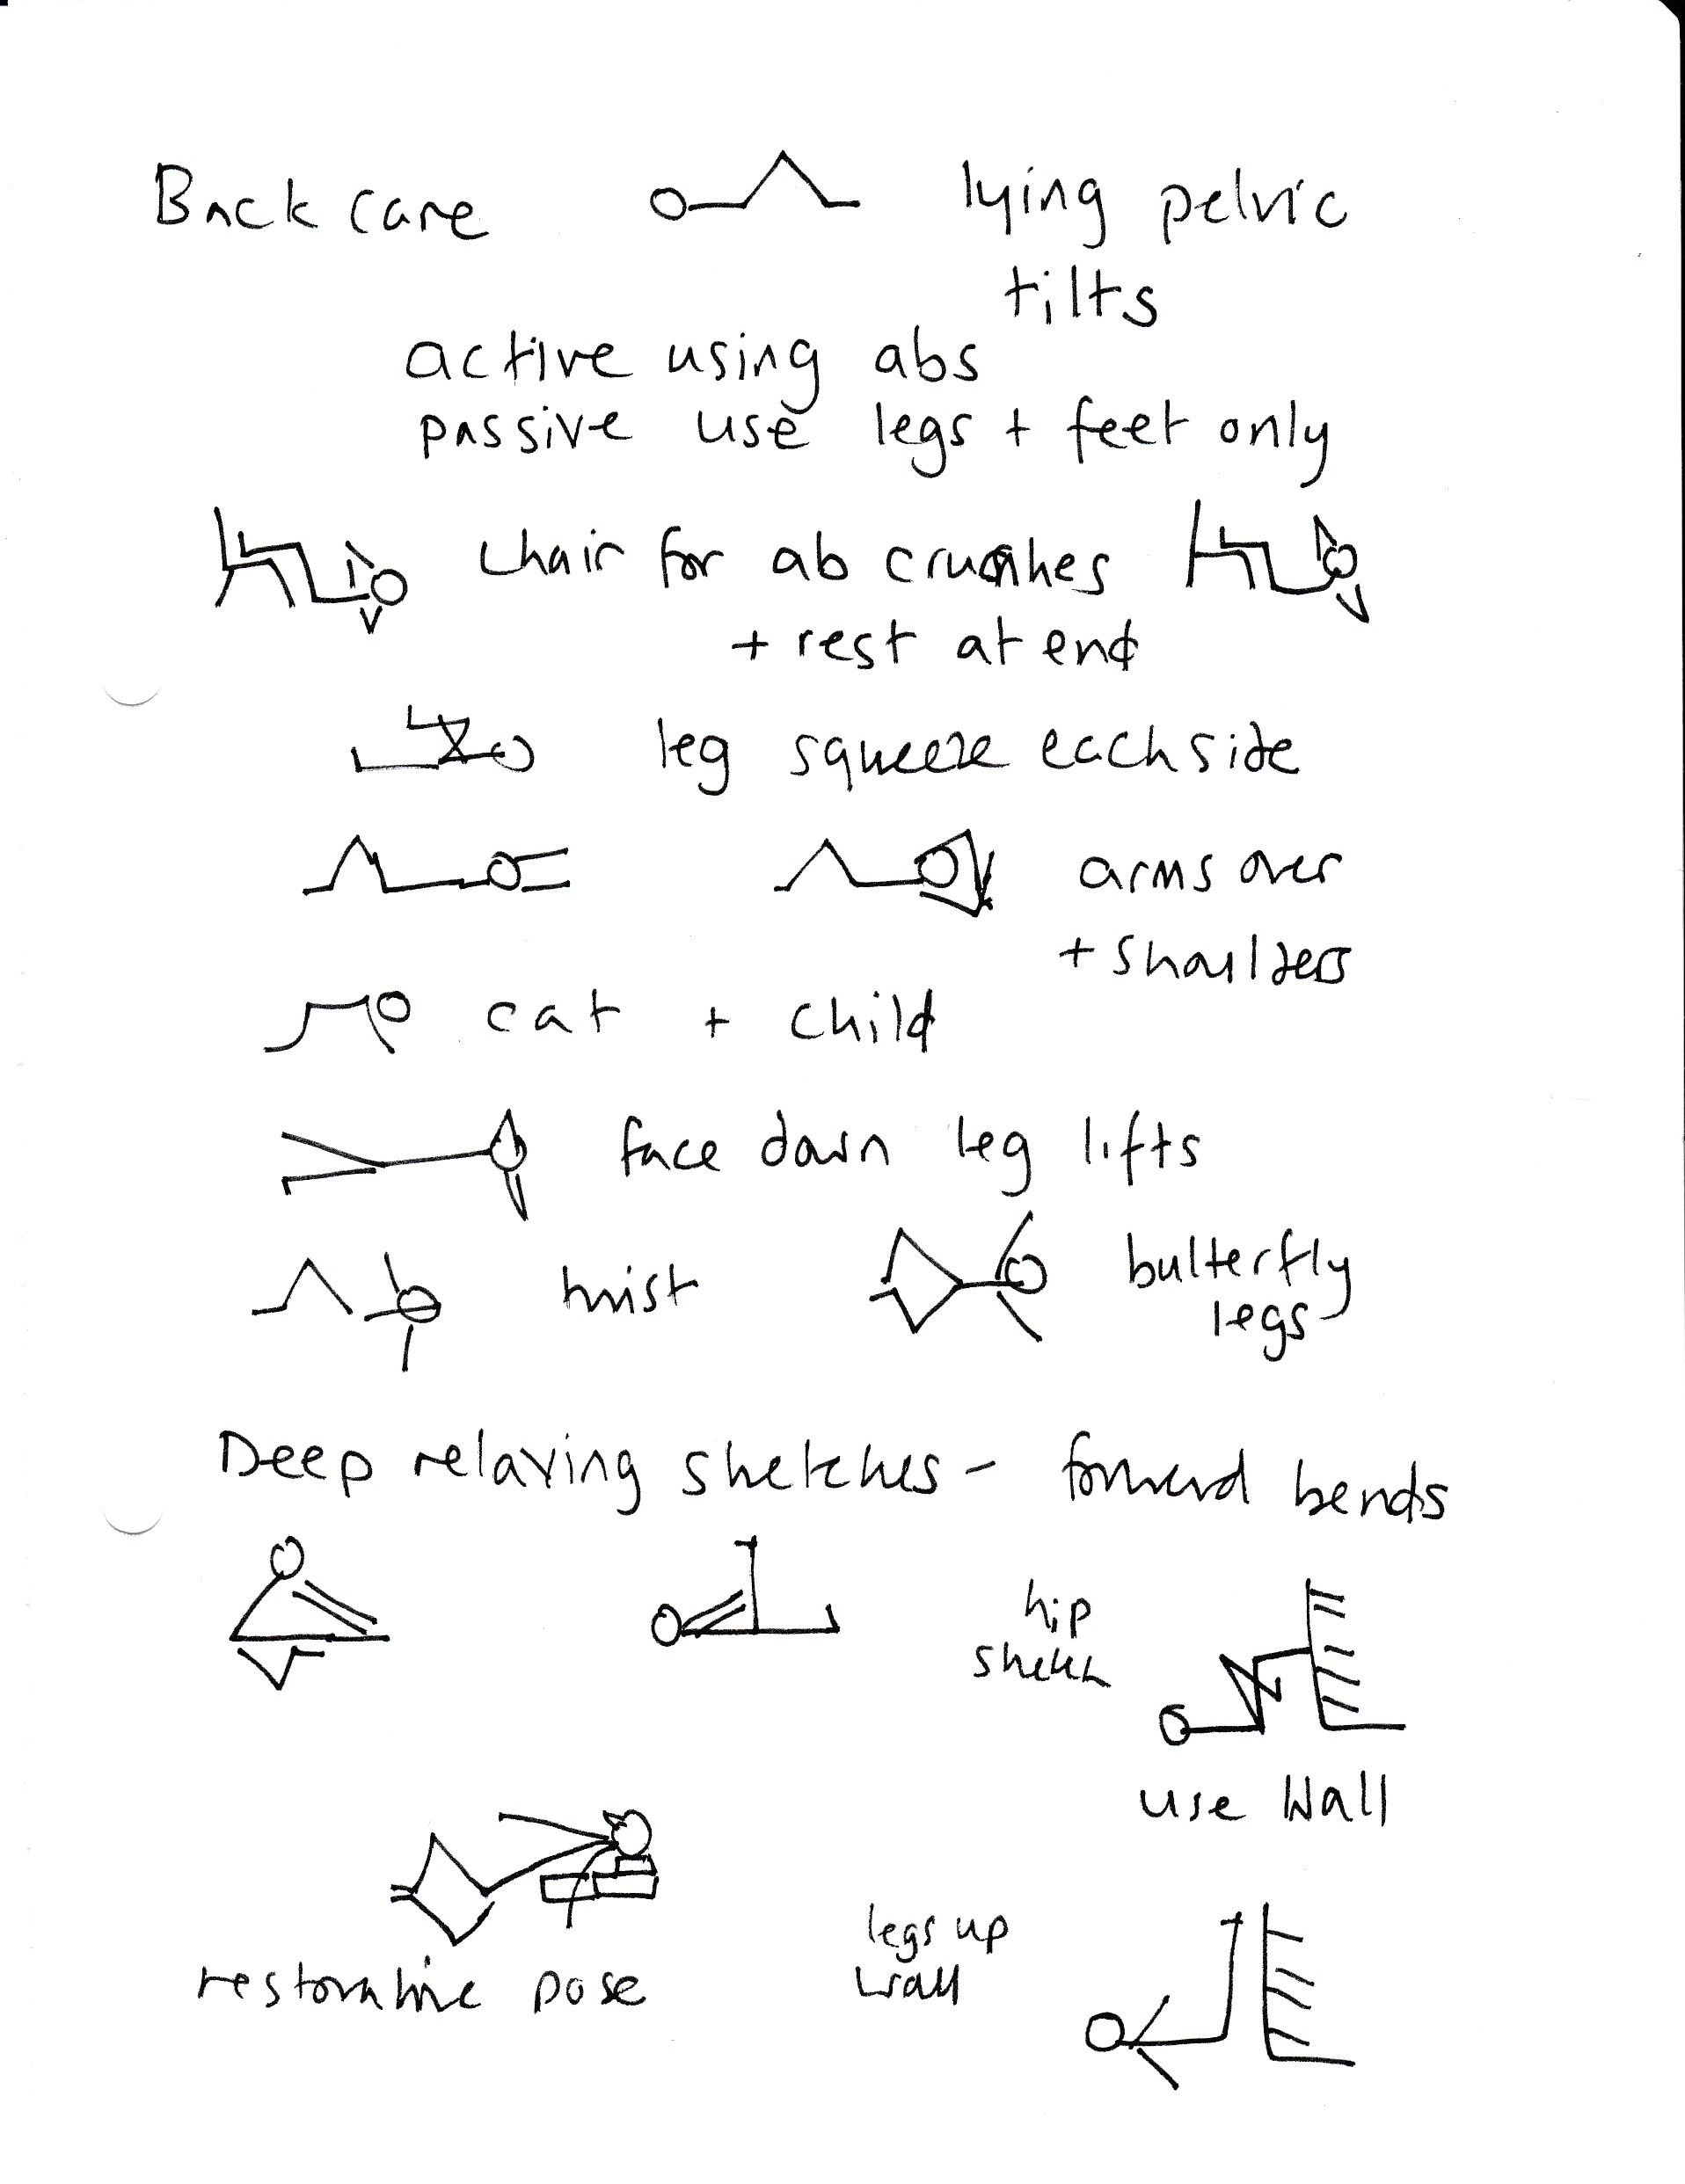 Back care
lying pelvic
tilts
active using abs
passive use legs + feet only
chair for ab crunches
+ rest at end
leg squeeze each side
arms over
+ shoulders
cat + child
face down leg lifts
twist
butterfly
legs
Deep relaxing stretches - forward bends
hip
stretch
use wall
restorative pose
legs up
wall